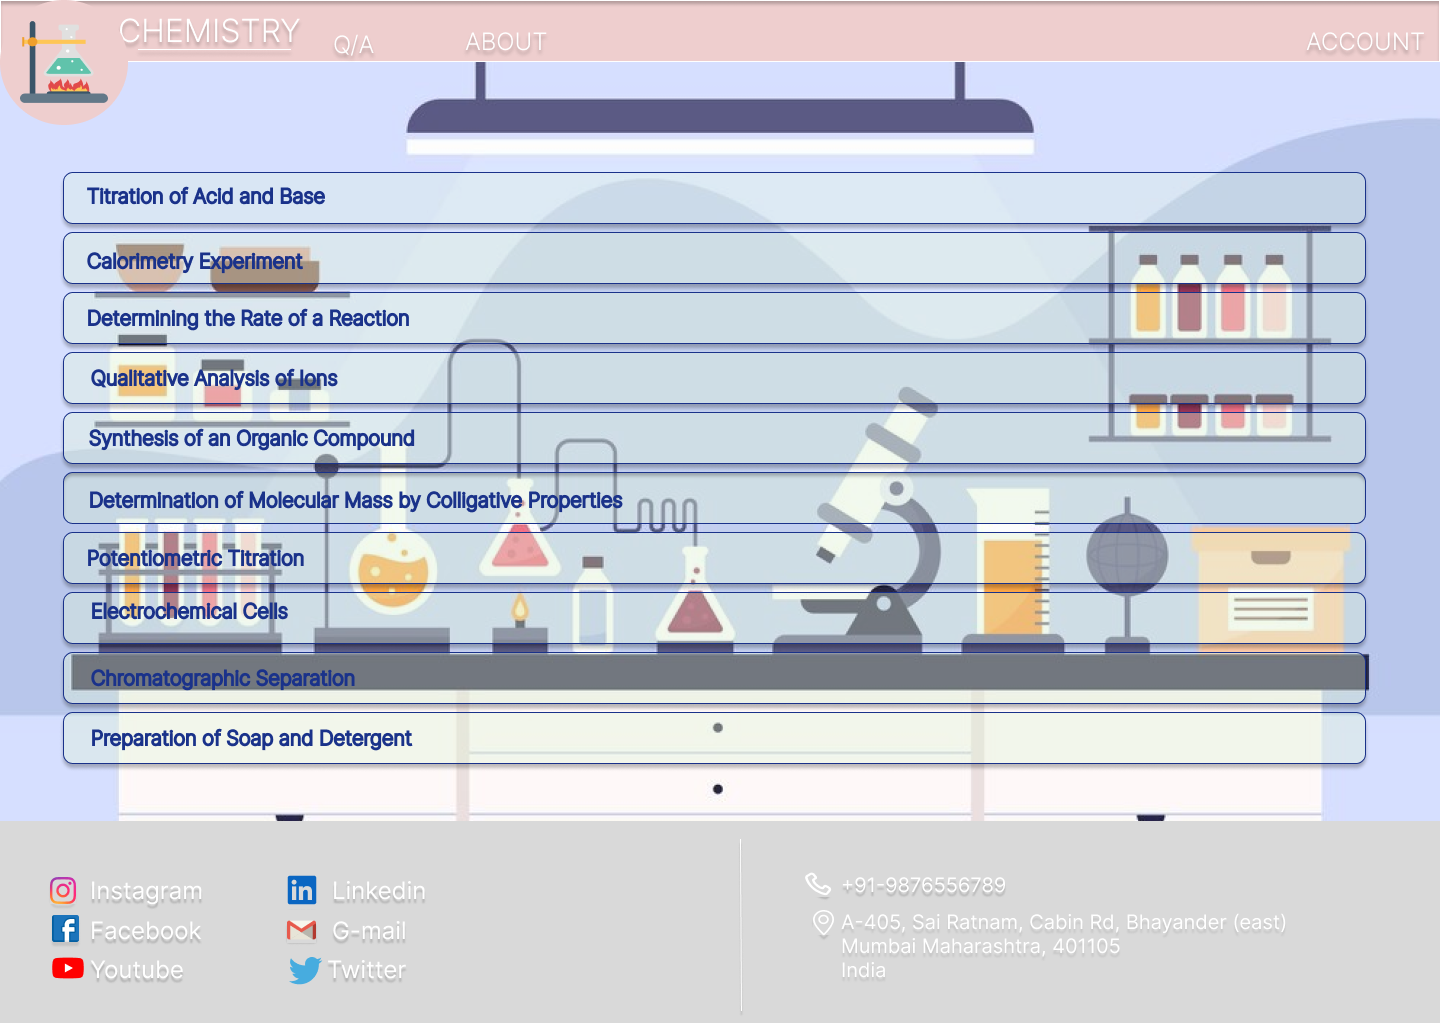 CHEMISTRY
Q/A
ABOUT
ACCOUNT
Titration of Acid and Base
Calorimetry Experiment
Determining the Rate of a Reaction
Qualitative Analysis of Ions
Synthesis of an Organic Compound
Determination of Molecular Mass by Colligative Properties
Potentiometric Titration
Electrochemical Cells
Chromatographic Separation
Preparation of Soap and Detergent
Instagram
Facebook
Youtube
Linkedin
G-mail
Twitter
+91-9876556789
A-405, Sai Ratnam, Cabin Rd, Bhayander (east)
Mumbai Maharashtra, 401105
India